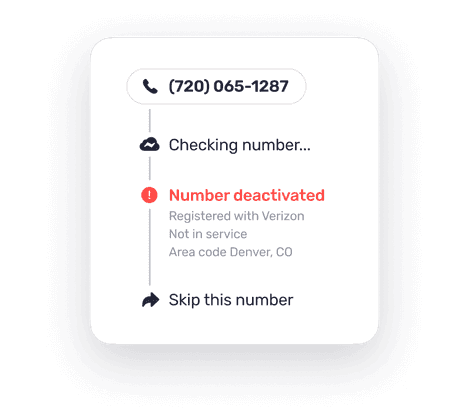 (720) 065-1287
Checking number...
Number deactivated
Registered with Verizon
Not in service
Area code Denver, CO
Skip this number